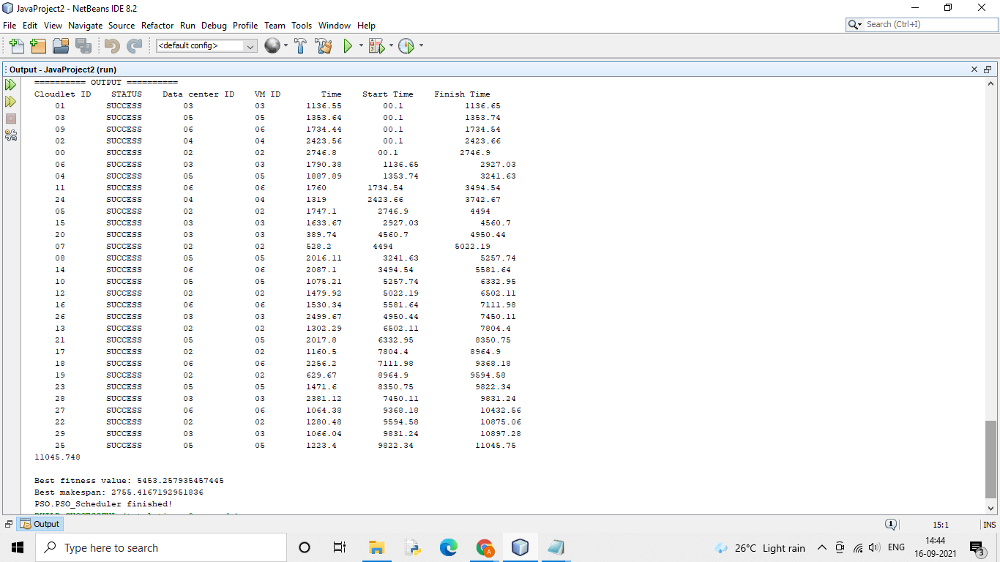 JavaProject2 - NetBeans IDE 8.2
File Edit View Navigate Source Refactor Run Debug Profile Team Tools Window Help
Search (Ctrl+I)
<default config>
Output - JavaProject2 (run)
========== OUTPUT ==========
Cloudlet ID STATUS Data center ID VM ID Time Start Time Finish Time
01 SUCCESS 03 03 1136.55 00.1 1136.65
03 SUCCESS 05 05 1353.64 00.1 1353.74
09 SUCCESS 06 06 1734.44 00.1 1734.54
02 SUCCESS 04 04 2423.56 00.1 2423.66
00 SUCCESS 02 02 2746.8 00.1 2746.9
06 SUCCESS 03 03 1790.38 1136.65 2927.03
04 SUCCESS 05 05 1887.89 1353.74 3241.63
11 SUCCESS 06 06 1760 1734.54 3494.54
24 SUCCESS 04 04 1319 2423.66 3742.67
05 SUCCESS 02 02 1747.1 2746.9 4494
15 SUCCESS 03 03 1633.67 2927.03 4560.7
20 SUCCESS 03 03 389.74 4560.7 4950.44
07 SUCCESS 02 02 528.2 4494 5022.19
08 SUCCESS 05 05 2016.11 3241.63 5257.74
14 SUCCESS 06 06 2087.1 3494.54 5581.64
10 SUCCESS 05 05 1075.21 5257.74 6332.95
12 SUCCESS 02 02 1479.92 5022.19 6502.11
16 SUCCESS 06 06 1530.34 5581.64 7111.98
26 SUCCESS 03 03 2499.67 4950.44 7450.11
13 SUCCESS 02 02 1302.29 6502.11 7804.4
21 SUCCESS 05 05 2017.8 6332.95 8350.75
17 SUCCESS 02 02 1160.5 7804.4 8964.9
18 SUCCESS 06 06 2256.2 7111.98 9368.18
19 SUCCESS 02 02 629.67 8964.9 9594.58
23 SUCCESS 05 05 1471.6 8350.75 9822.34
28 SUCCESS 03 03 2381.12 7450.11 9831.24
27 SUCCESS 06 06 1064.38 9368.18 10432.56
22 SUCCESS 02 02 1280.48 9594.58 10875.06
29 SUCCESS 03 03 1066.04 9831.24 10897.28
25 SUCCESS 05 05 1223.4 9822.34 11045.75
11045.748
Best fitness value: 5453.257935457445
Best makespan: 2755.4167192951836
PSO.PSO_Scheduler finished!
Output
1
15:1
INS
Type here to search
26°C Light rain
ENG
14:44
16-09-2021
3